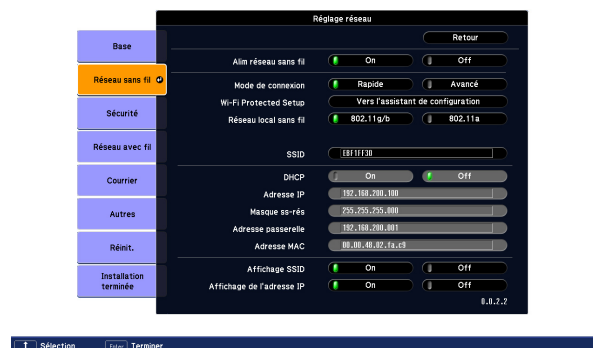 Réglage réseau
Retour
Base
Alim réseau sans fil On Off
Réseau sans fil
Mode de connexion Rapide Avancé
Wi-Fi Protected Setup Vers l'assistant de configuration
Sécurité
Réseau local sans fil 802.11g/b 802.11a
Réseau avec fil
SSID EBF1FF3D
Courrier
DHCP On Off
Adresse IP 192.168.200.100
Autres
Masque ss-rés 255.255.255.000
Adresse passerelle 192.168.200.001
Réinit.
Adresse MAC 00.00.48.02.fa.c9
Installation
terminée
Affichage SSID On Off
Affichage de l'adresse IP On Off
0.0.2.2
Sélection Enter Terminer